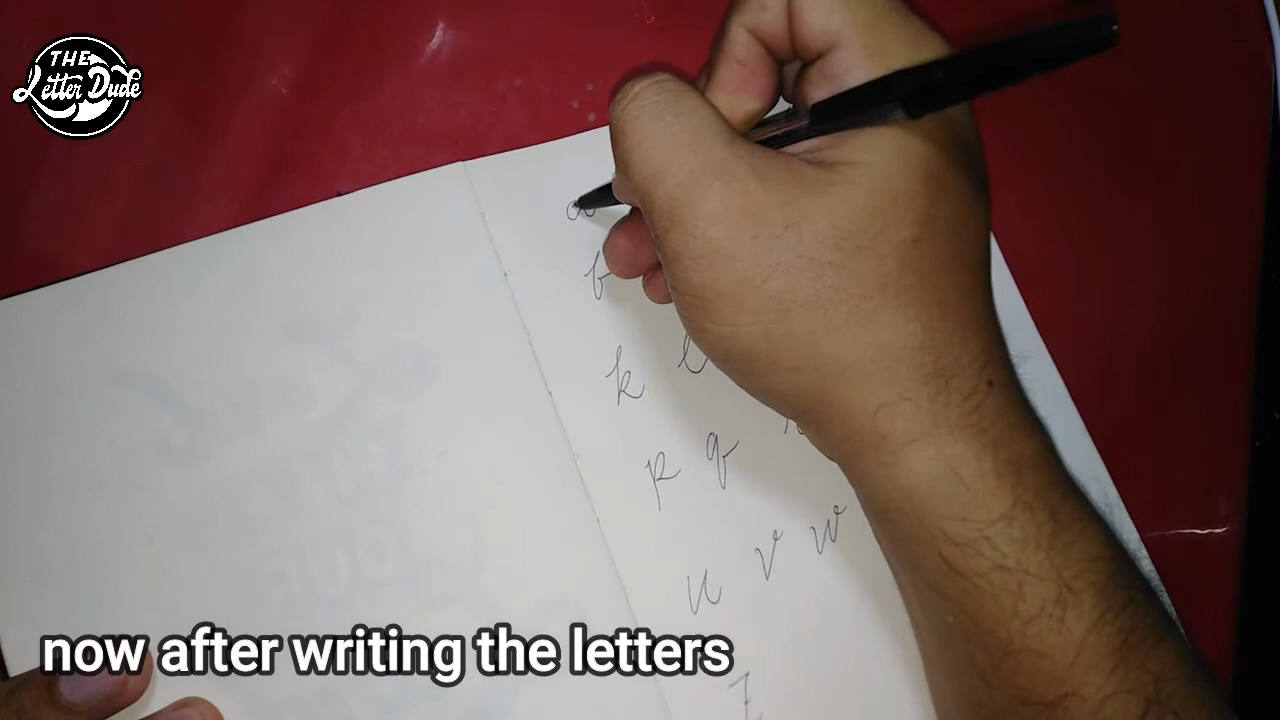 THE
Letter Dude
a
f
k l
p q
u v w
z
now after writing the letters